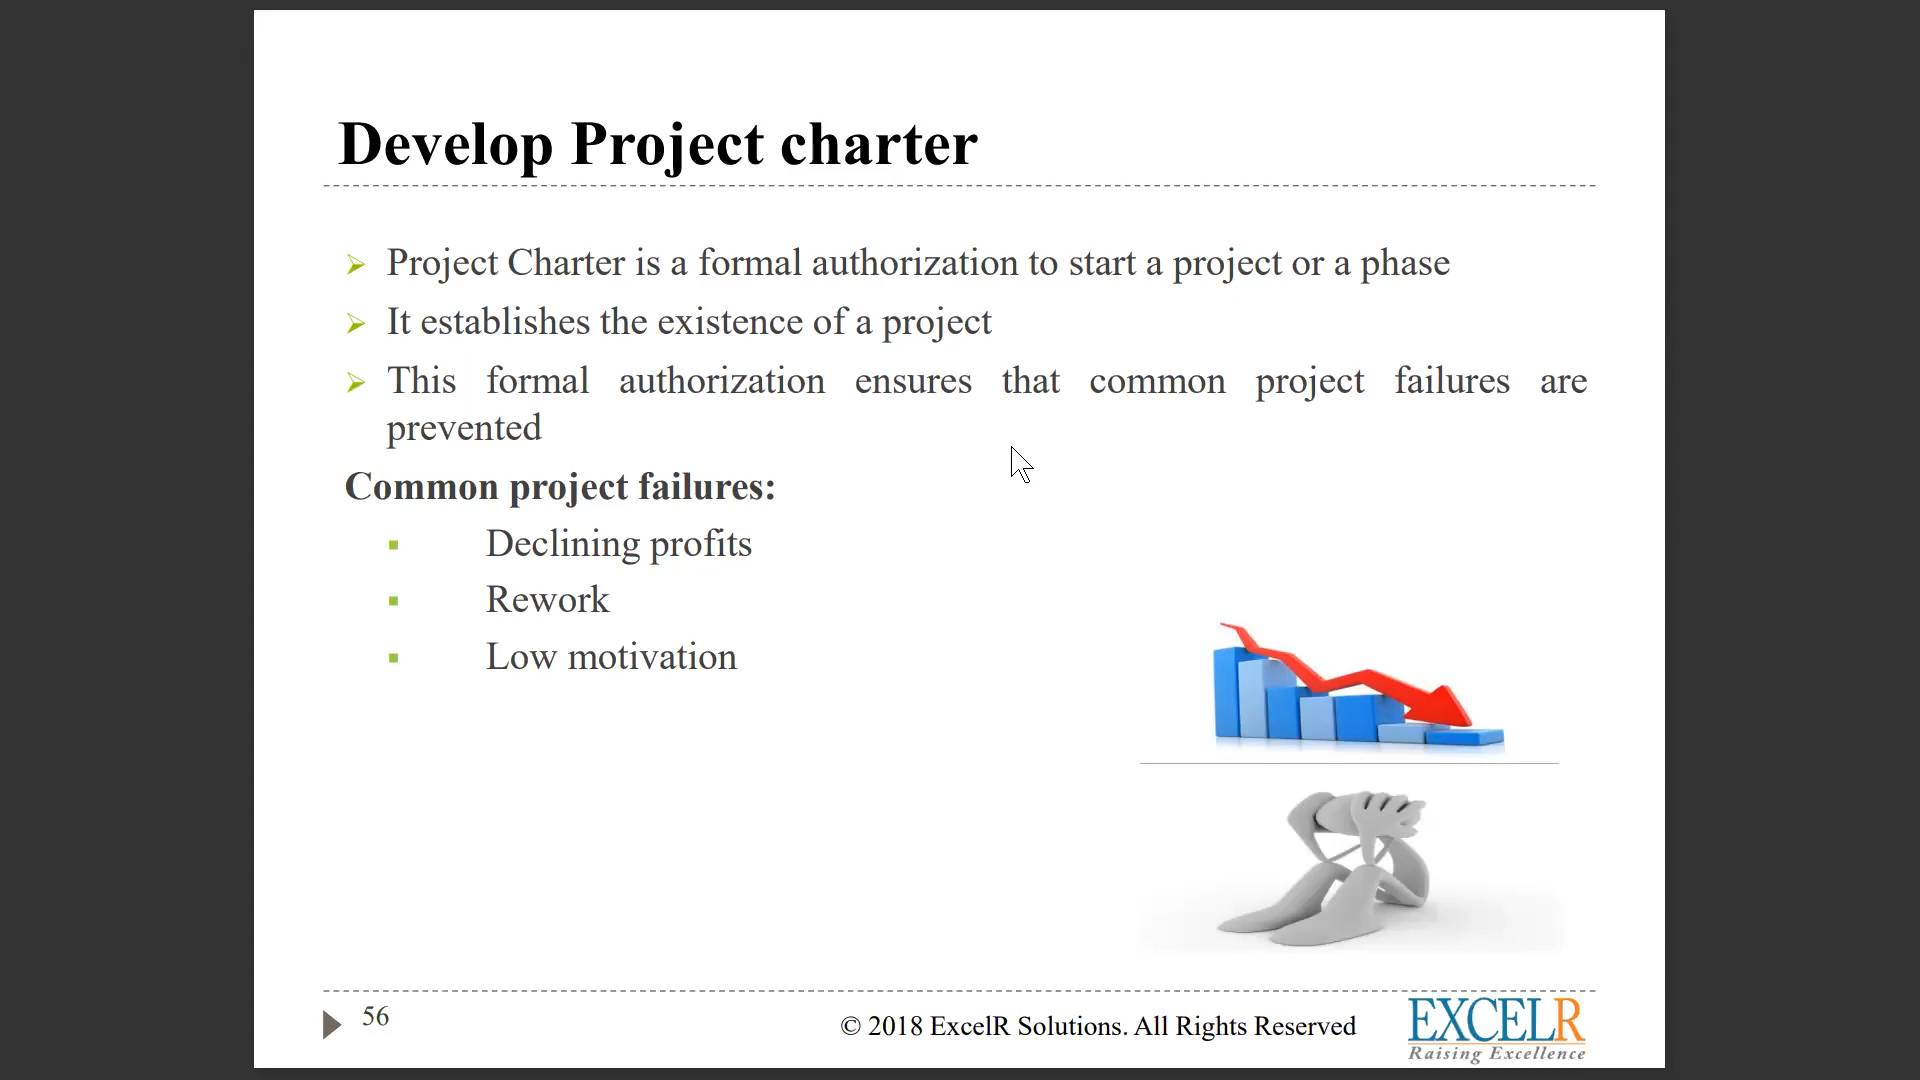 Develop Project charter
Project Charter is a formal authorization to start a project or a phase
It establishes the existence of a project
This formal authorization ensures that common project failures are
prevented
Common project failures:
Declining profits
Rework
Low motivation
56
© 2018 ExcelR Solutions. All Rights Reserved
EXCELR
Raising Excellence